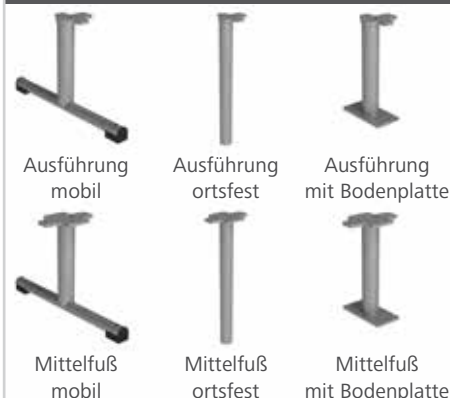 Ausführung
mobil
Ausführung
ortsfest
Ausführung
mit Bodenplatte
Mittelfuß
mobil
Mittelfuß
ortsfest
Mittelfuß
mit Bodenplatte